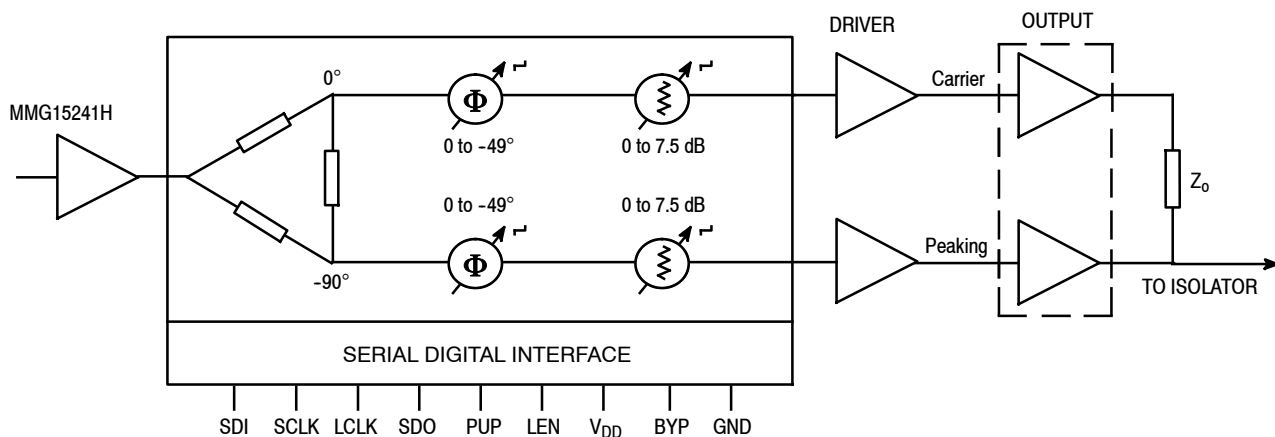 DRIVER
OUTPUT
MMG15241H
0°
Φ
Carrier
0 to -49°
0 to 7.5 dB
Zo
0 to -49°
0 to 7.5 dB
Φ
Peaking
-90°
TO ISOLATOR
SERIAL DIGITAL INTERFACE
SDI SCLK LCLK SDO PUP LEN VDD BYP GND